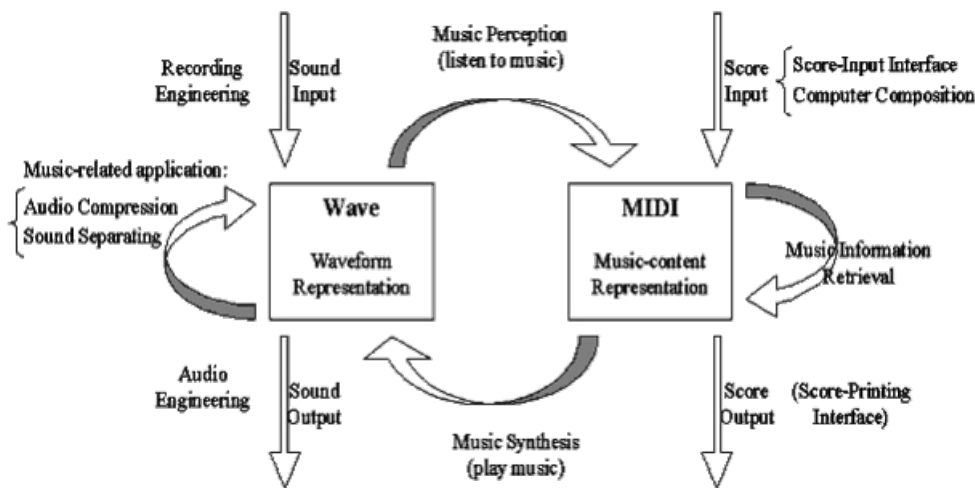 Music Perception
(listen to music)
Recording
Engineering
Sound
Input
Score
Input
Score-Input Interface
Computer Composition
Music-related application:
Audio Compression
Sound Separating
Wave
Waveform
Representation
MIDI
Music-content
Representation
Music Information
Retrieval
Audio
Engineering
Sound
Output
Music Synthesis
(play music)
Score
Output
(Score-Printing
Interface)